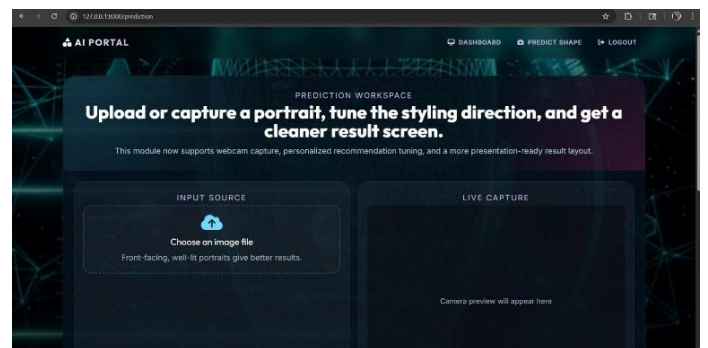 127.0.0.1:8000/prediction
AI PORTAL
DASHBOARD
PREDICT SHAPE
LOGOUT
PREDICTION WORKSPACE
Upload or capture a portrait, tune the styling direction, and get a
cleaner result screen.
This module now supports webcam capture, personalized recommendation tuning, and a more presentation-ready result layout.
INPUT SOURCE
Choose an image file
Front-facing, well-lit portraits give better results.
LIVE CAPTURE
Camera preview will appear here